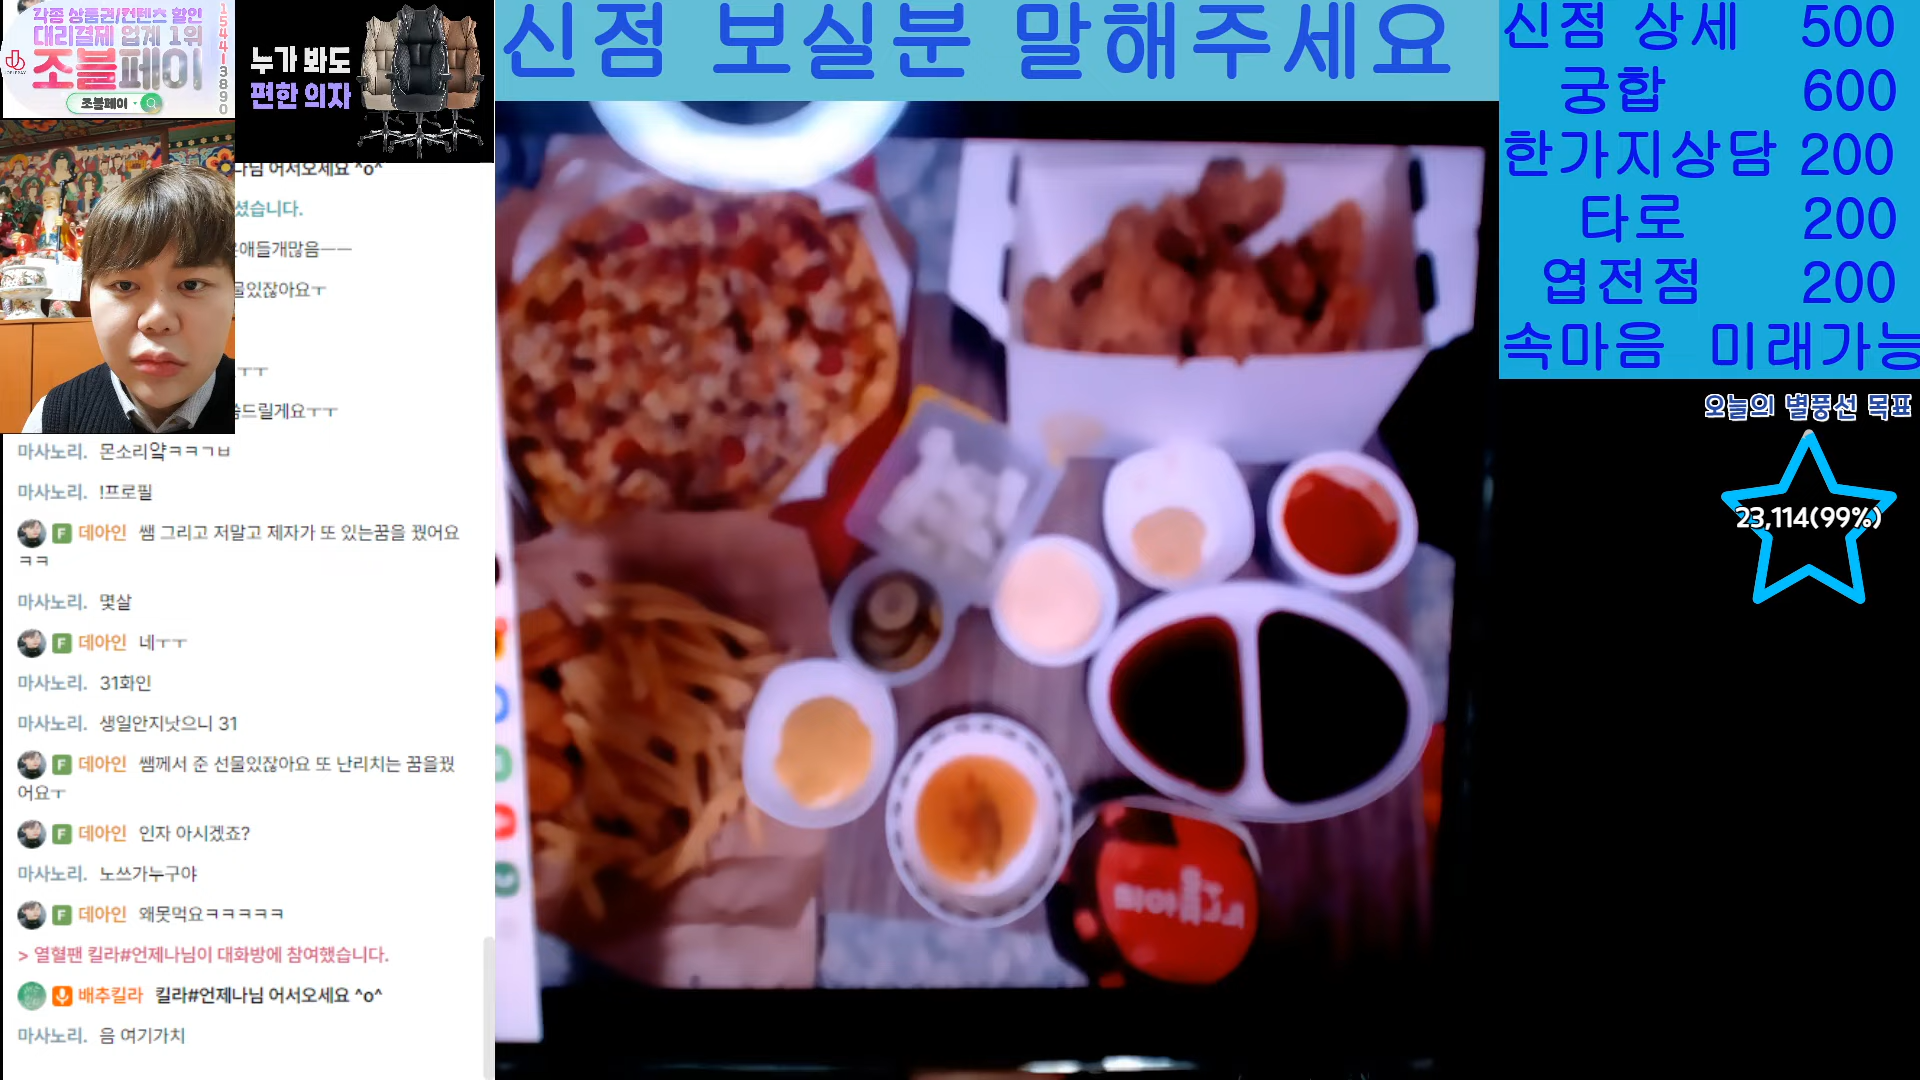 각종 상품권/컨텐츠 할인
대리결제 업계 1위
조블페이
조블페이
1544-3890
누가 봐도
편한 의자
신점 보실분 말해주세요
신점 상세 500
궁합 600
한가지상담 200
타로 200
엽전점 200
속마음 미래가능
오늘의 별풍선 목표
23,114(99%)
나님 어서오세요 ^o^
셨습니다.
애들개많음ㅡㅡ
물있잖아요ㅜ
ㅜㅜ
드릴게요ㅜㅜ
마사노리. 몬소리얔ㅋㅋㄱㅂ
마사노리. !프로필
F 데아인 쌤 그리고 저말고 제자가 또 있는꿈을 꿨어요
ㅋㅋ
마사노리. 몇살
F 데아인 네ㅜㅜ
마사노리. 31화인
마사노리. 생일안지낫으니 31
F 데아인 쌤께서 준 선물있잖아요 또 난리치는 꿈을꿨
어요ㅜ
F 데아인 인자 아시겠죠?
마사노리. 노쓰가누구야
F 데아인 왜못먹요ㅋㅋㅋㅋㅋ
> 열혈팬 킬라#언제나님이 대화방에 참여했습니다.
배추킬라 킬라#언제나님 어서오세요 ^o^
마사노리. 음 여기가치